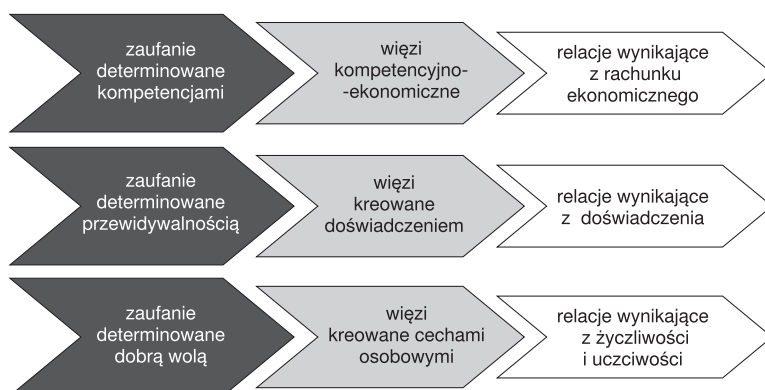 zaufanie
determinowane
kompetencjami
więzi
kompetencyjno-
-ekonomiczne
relacje wynikające
z rachunku
ekonomicznego
zaufanie
determinowane
przewidywalnością
więzi
kreowane
doświadczeniem
relacje wynikające
z doświadczenia
zaufanie
determinowane
dobrą wolą
więzi
kreowane cechami
osobowymi
relacje wynikające
z życzliwości
i uczciwości